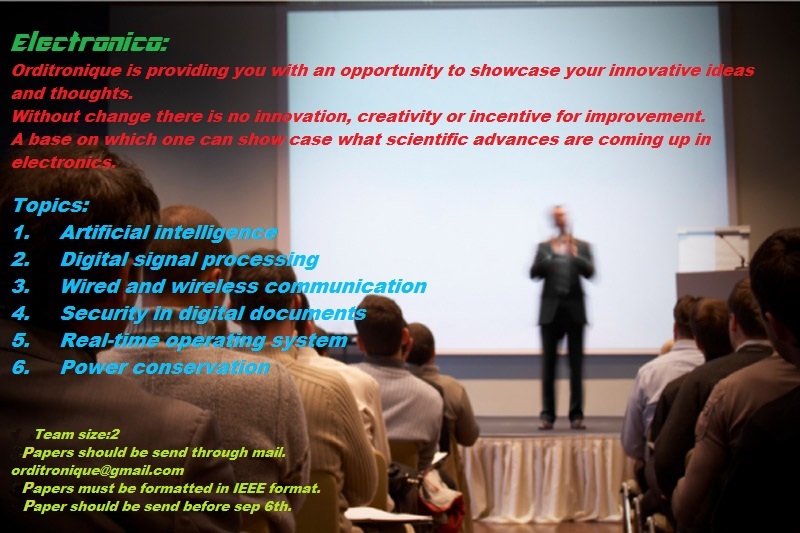 Electronico:
Orditronique is providing you with an opportunity to showcase your innovative ideas
and thoughts.
Without change there is no innovation, creativity or incentive for improvement.
A base on which one can show case what scientific advances are coming up in
electronics.
Topics:
1. Artificial intelligence
2. Digital signal processing
3. Wired and wireless communication
4. Security in digital documents
5. Real-time operating system
6. Power conservation
Team size:2
Papers should be send through mail.
orditronique@gmail.com
Papers must be formatted in IEEE format.
Paper should be send before sep 6th.